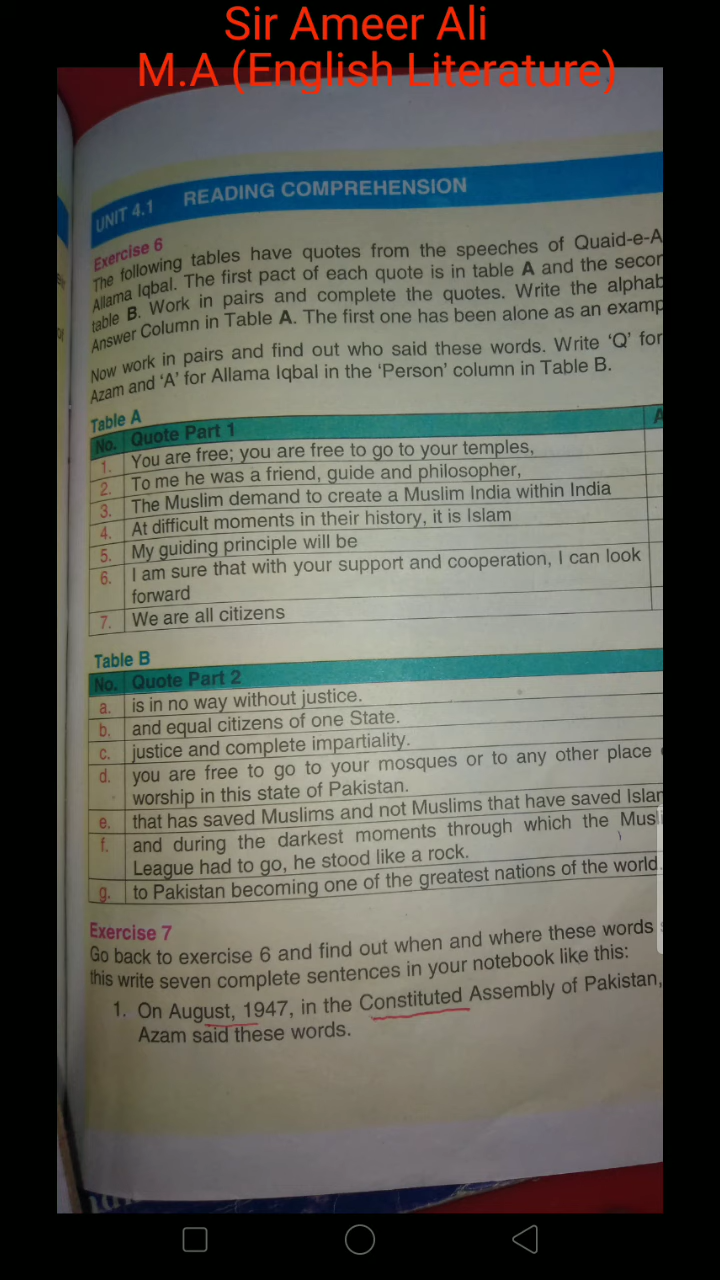 Sir Ameer Ali
M.A (English Literature)
UNIT 4.1 READING COMPREHENSION
Exercise 6
The following tables have quotes from the speeches of Quaid-e-A
Allama Iqbal. The first pact of each quote is in table A and the secon
table B. Work in pairs and complete the quotes. Write the alphab
Answer Column in Table A. The first one has been alone as an examp
Now work in pairs and find out who said these words. Write ‘Q’ for
Azam and ‘A’ for Allama Iqbal in the ‘Person’ column in Table B.
Table A
No. Quote Part 1 A
1. You are free; you are free to go to your temples,
2. To me he was a friend, guide and philosopher,
3. The Muslim demand to create a Muslim India within India
4. At difficult moments in their history, it is Islam
5. My guiding principle will be
6. I am sure that with your support and cooperation, I can look
forward
7. We are all citizens
Table B
No. Quote Part 2
a. is in no way without justice.
b. and equal citizens of one State.
c. justice and complete impartiality.
d. you are free to go to your mosques or to any other place
worship in this state of Pakistan.
e. that has saved Muslims and not Muslims that have saved Islam
f. and during the darkest moments through which the Musli
League had to go, he stood like a rock.
g. to Pakistan becoming one of the greatest nations of the world.
Exercise 7
Go back to exercise 6 and find out when and where these words
this write seven complete sentences in your notebook like this:
1. On August, 1947, in the Constituted Assembly of Pakistan,
Azam said these words.